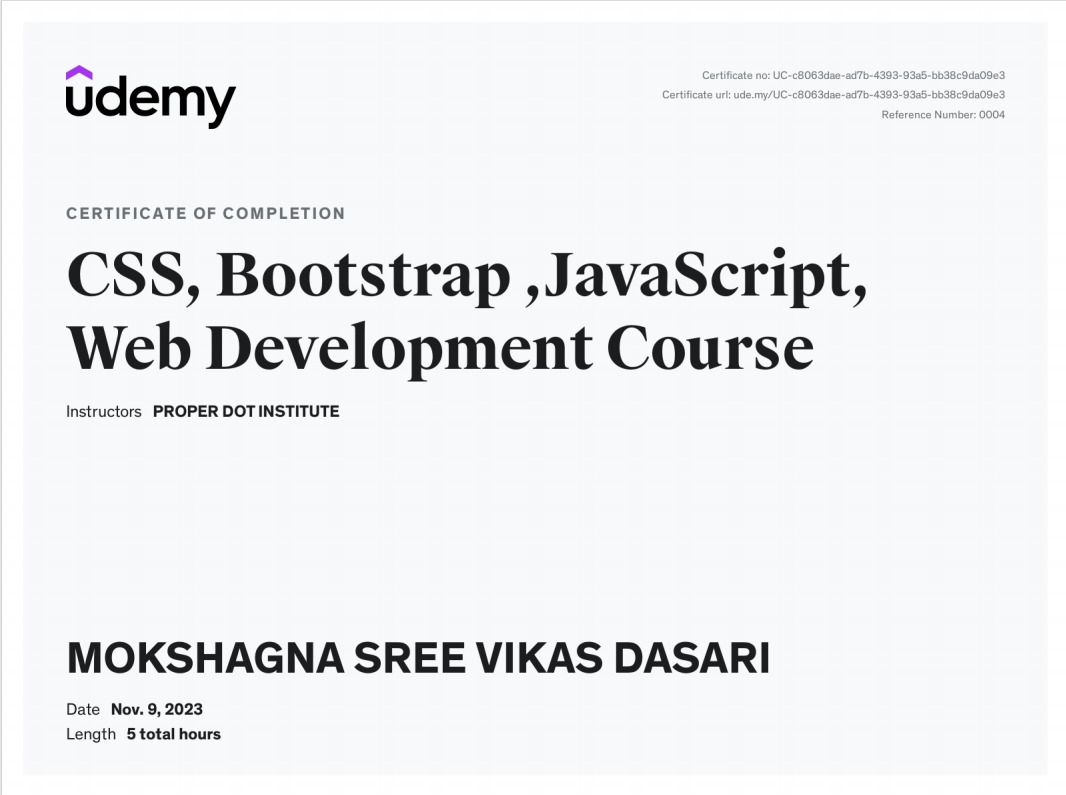 udemy
Certificate no: UC-c8063dae-ad7b-4393-93a5-bb38c9da09e3
Certificate url: ude.my/UC-c8063dae-ad7b-4393-93a5-bb38c9da09e3
Reference Number: 0004
CERTIFICATE OF COMPLETION
CSS, Bootstrap ,JavaScript,
Web Development Course
Instructors PROPER DOT INSTITUTE
MOKSHAGNA SREE VIKAS DASARI
Date Nov. 9, 2023
Length 5 total hours